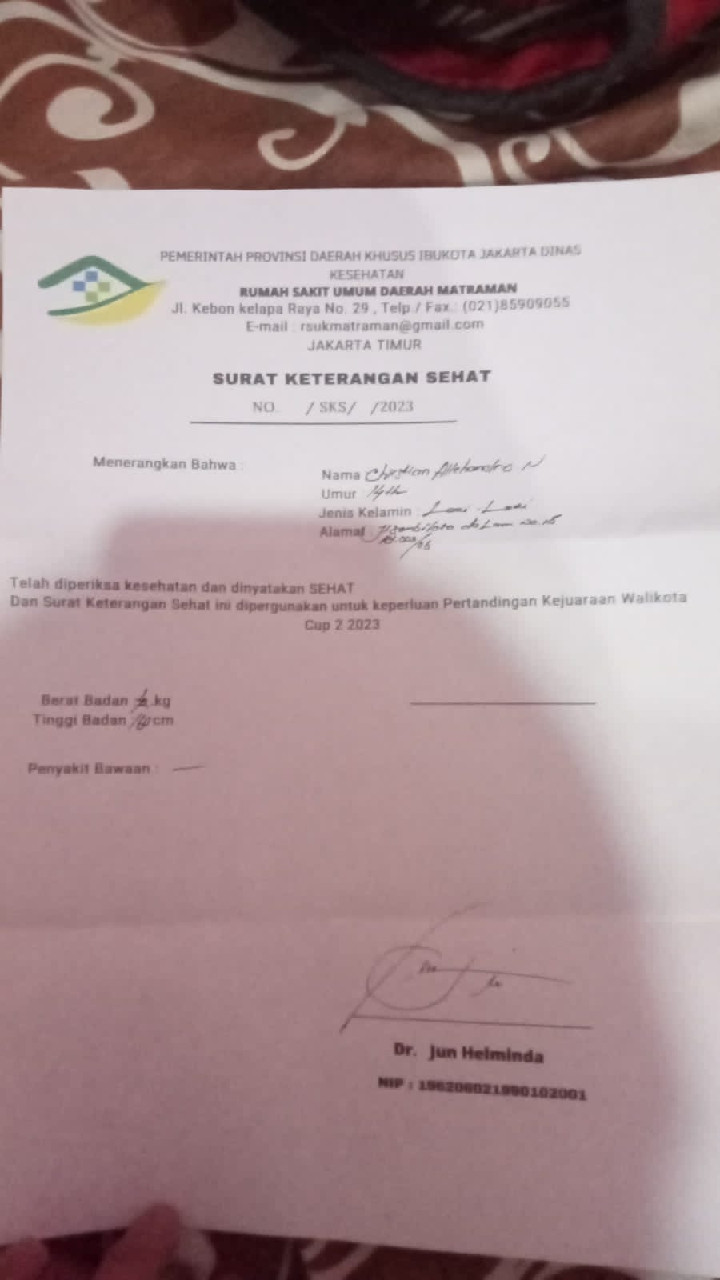 PEMERINTAH PROVINSI DAERAH KHUSUS IBUKOTA JAKARTA DINAS
KESEHATAN
RUMAH SAKIT UMUM DAERAH MATRAMAN
Jl. Kebon kelapa Raya No. 29 , Telp./ Fax.: (021)85909055
E-mail : rsukmatraman@gmail.com
JAKARTA TIMUR
SURAT KETERANGAN SEHAT
NO. / SKS/ /2023
Menerangkan Bahwa :
Nama Christian N
Umur : 14 th
Jenis Kelamin : Laki - Laki
Alamat
Telah diperiksa kesehatan dan dinyatakan SEHAT
Dan Surat Keterangan Sehat ini dipergunakan untuk keperluan Pertandingan Kejuaraan Walikota
Cup 2 2023
Berat Badan kg
Tinggi Badan cm
Penyakit Bawaan : —
Dr. Jun Helminda
NIP : 196206021990102001